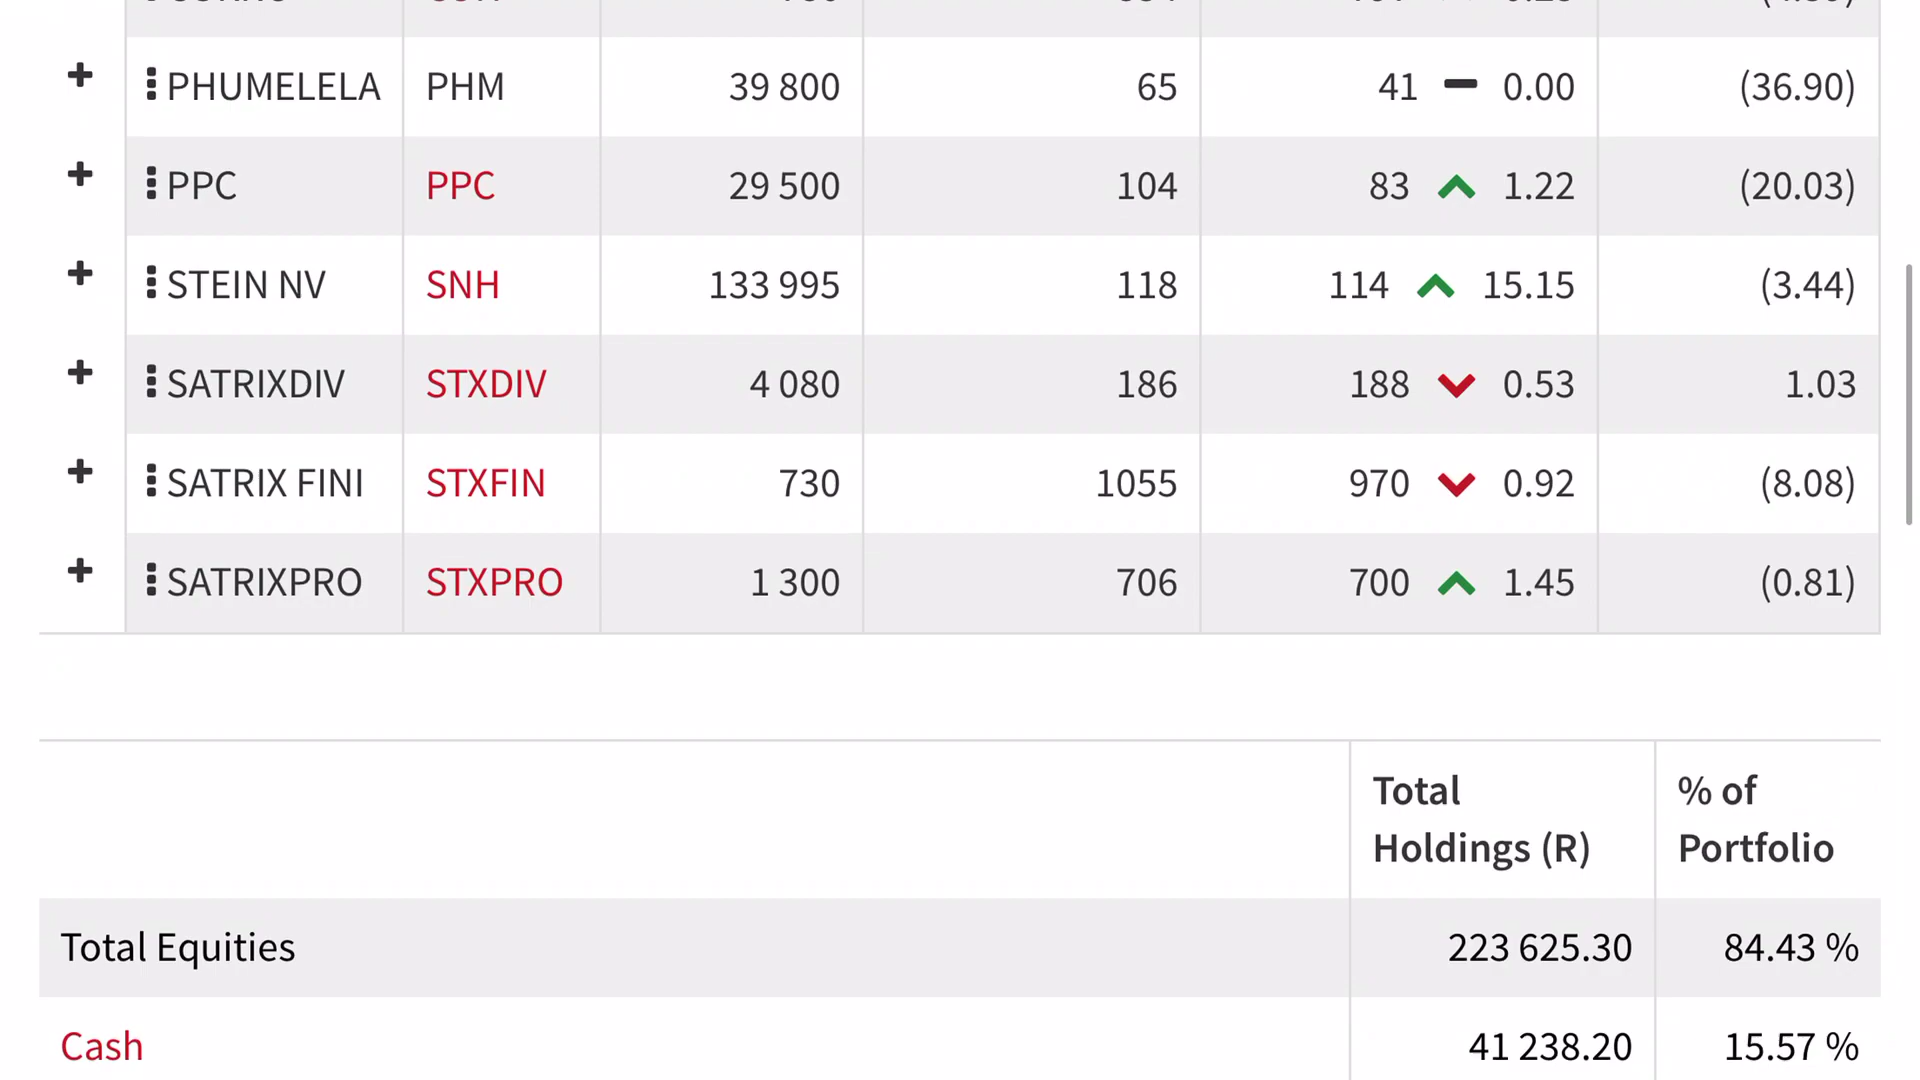 PHUMELELA PHM 39 800 65 41 0.00 (36.90)
PPC PPC 29 500 104 83 1.22 (20.03)
STEIN NV SNH 133 995 118 114 15.15 (3.44)
SATRIXDIV STXDIV 4 080 186 188 0.53 1.03
SATRIX FINI STXFIN 730 1055 970 0.92 (8.08)
SATRIXPRO STXPRO 1 300 706 700 1.45 (0.81)
Total % of
Holdings (R) Portfolio
Total Equities 223 625.30 84.43 %
Cash 41 238.20 15.57 %